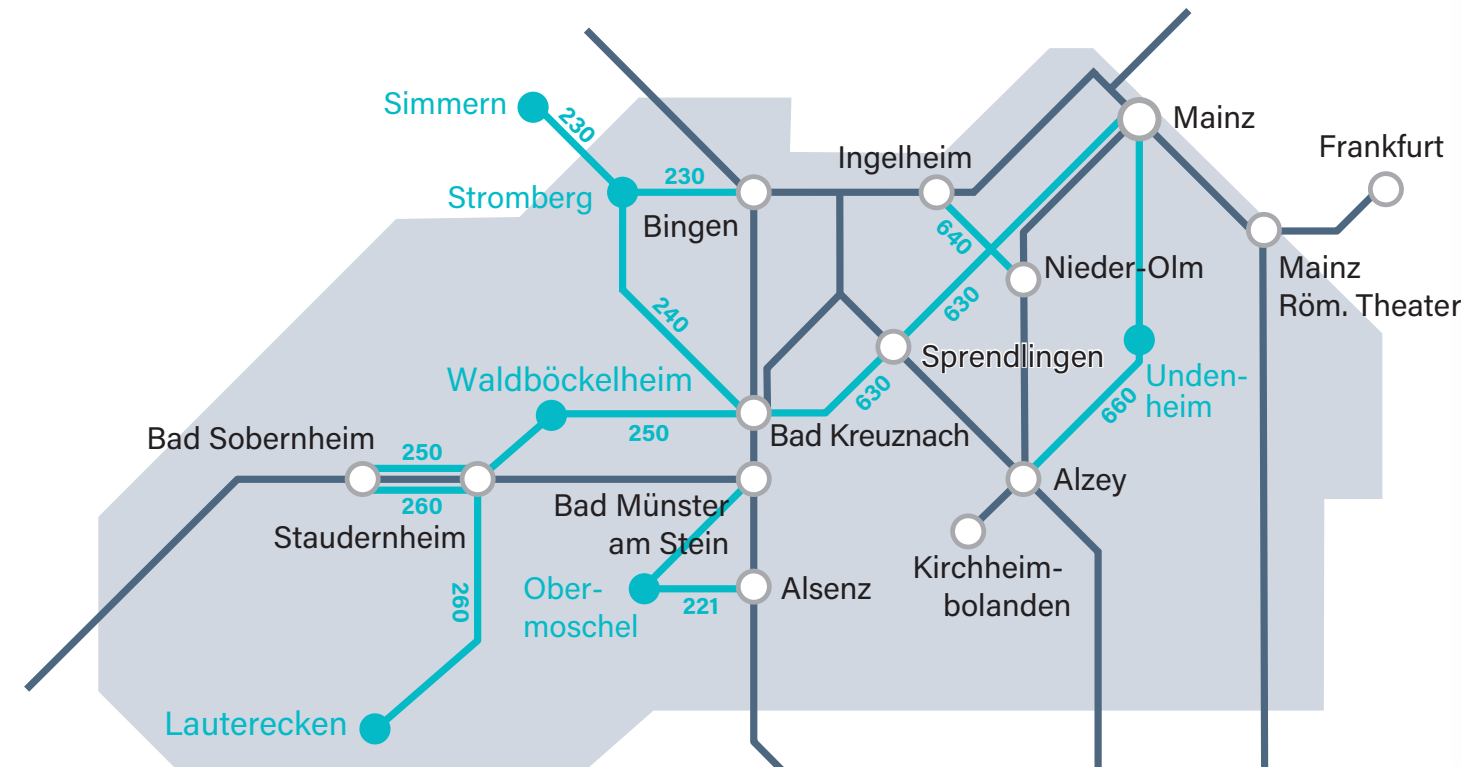 Simmern
230
Mainz
Frankfurt
Ingelheim
230
Stromberg
Bingen
640
Nieder-Olm
Mainz
Röm. Theater
630
240
Sprendlingen
Waldböckelheim
Unden-
heim
630
660
250
Bad Kreuznach
Bad Sobernheim
250
260
Alzey
Bad Münster
am Stein
Staudernheim
Kirchheim-
bolanden
Ober-
moschel
221
Alsenz
260
Lauterecken